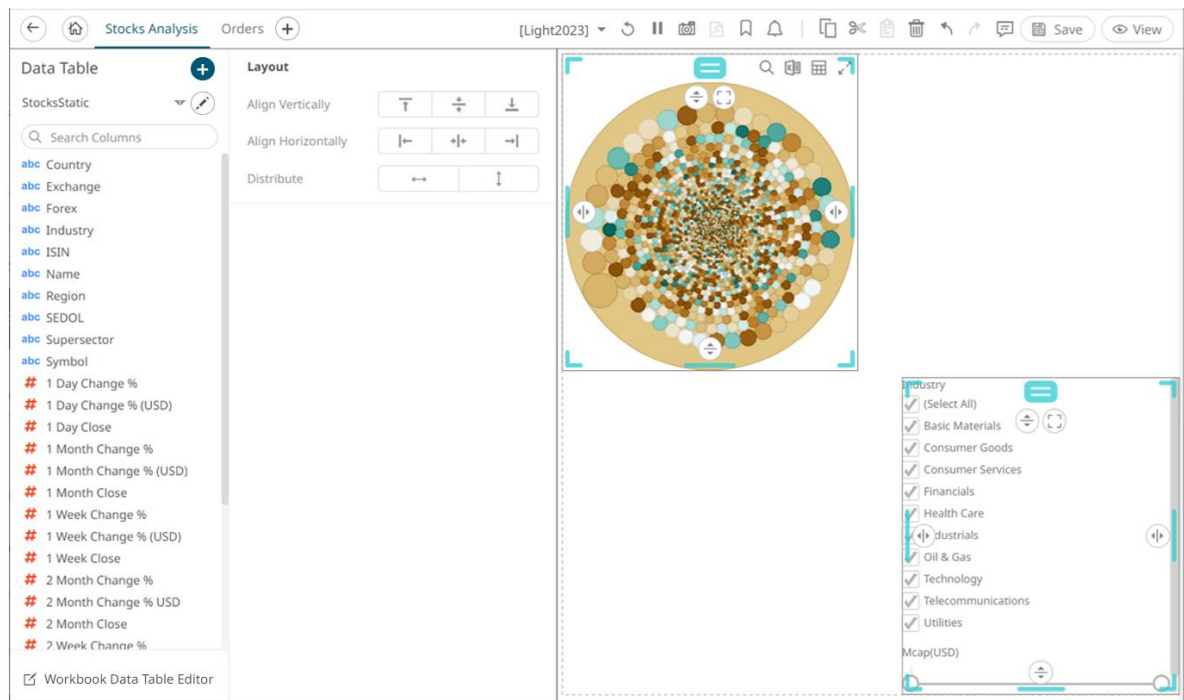 Stocks Analysis Orders [Light2023] Save View
Data Table
StocksStatic
Search Columns
abc Country
abc Exchange
abc Forex
abc Industry
abc ISIN
abc Name
abc Region
abc SEDOL
abc Supersector
abc Symbol
# 1 Day Change %
# 1 Day Change % (USD)
# 1 Day Close
# 1 Month Change %
# 1 Month Change % (USD)
# 1 Month Close
# 1 Week Change %
# 1 Week Change % (USD)
# 1 Week Close
# 2 Month Change %
# 2 Month Change % USD
# 2 Month Close
# 2 Week Change %
Workbook Data Table Editor
Layout
Align Vertically
Align Horizontally
Distribute
Industry
(Select All)
Basic Materials
Consumer Goods
Consumer Services
Financials
Health Care
dustrials
Oil & Gas
Technology
Telecommunications
Utilities
Mcap(USD)